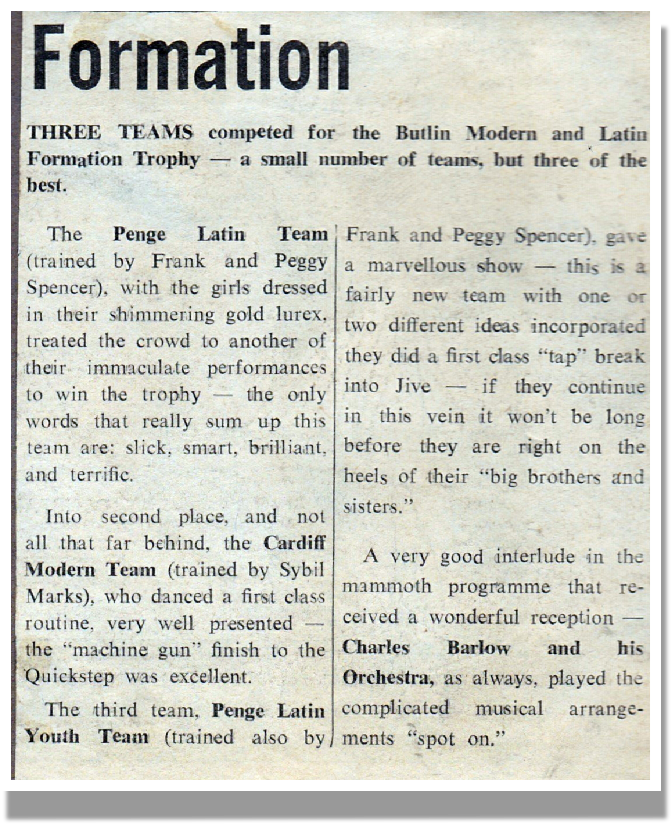 Formation
THREE TEAMS competed for the Butlin Modern and Latin
Formation Trophy — a small number of teams, but three of the
best.
The Penge Latin Team
(trained by Frank and Peggy
Spencer), with the girls dressed
in their shimmering gold lurex,
treated the crowd to another of
their immaculate performances
to win the trophy — the only
words that really sum up this
team are: slick, smart, brilliant,
and terrific.
Into second place, and not
all that far behind, the Cardiff
Modern Team (trained by Sybil
Marks), who danced a first class
routine, very well presented —
the “machine gun” finish to the
Quickstep was excellent.
The third team, Penge Latin
Youth Team (trained also by
Frank and Peggy Spencer), gave
a marvellous show — this is a
fairly new team with one or
two different ideas incorporated
they did a first class “tap” break
into Jive — if they continue
in this vein it won't be long
before they are right on the
heels of their “big brothers and
sisters.”
A very good interlude in the
mammoth programme that re-
ceived a wonderful reception —
Charles Barlow and his
Orchestra, as always, played the
complicated musical arrange-
ments “spot on.”